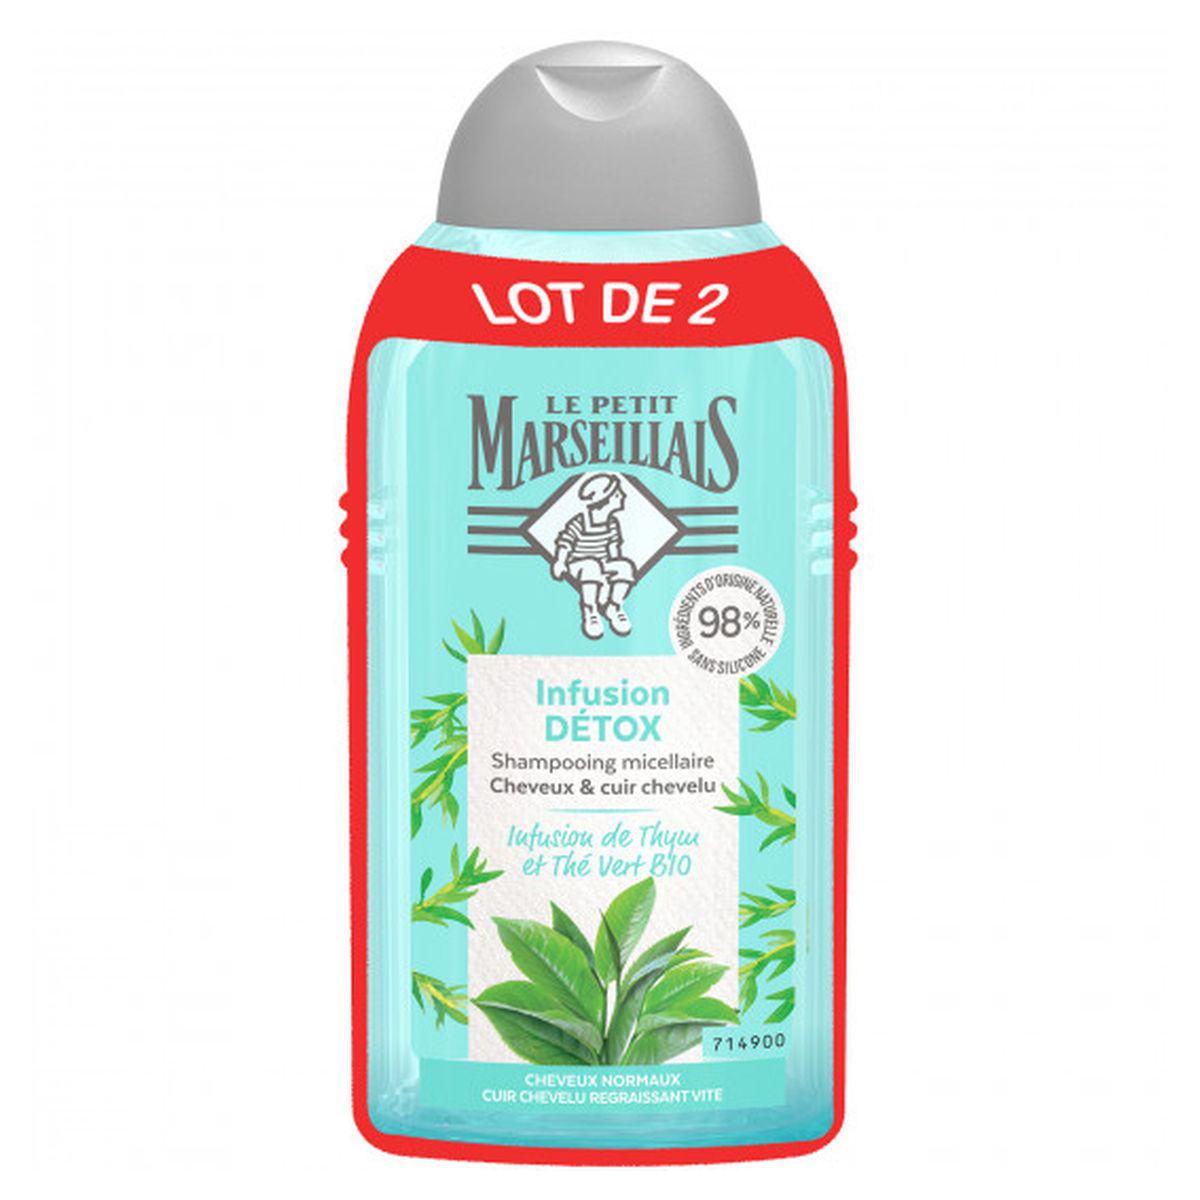 LOT DE 2
LE PETIT
MARSEILLAIS
INGRÉDIENTS D'ORIGINE NATURELLE
98%
SANS SILICONE
Infusion
DÉTOX
Shampooing micellaire
Cheveux & cuir chevelu
Infusion de Thym
et Thé Vert BIO
714900
CHEVEUX NORMAUX
CUIR CHEVELU REGRAISSANT VITE